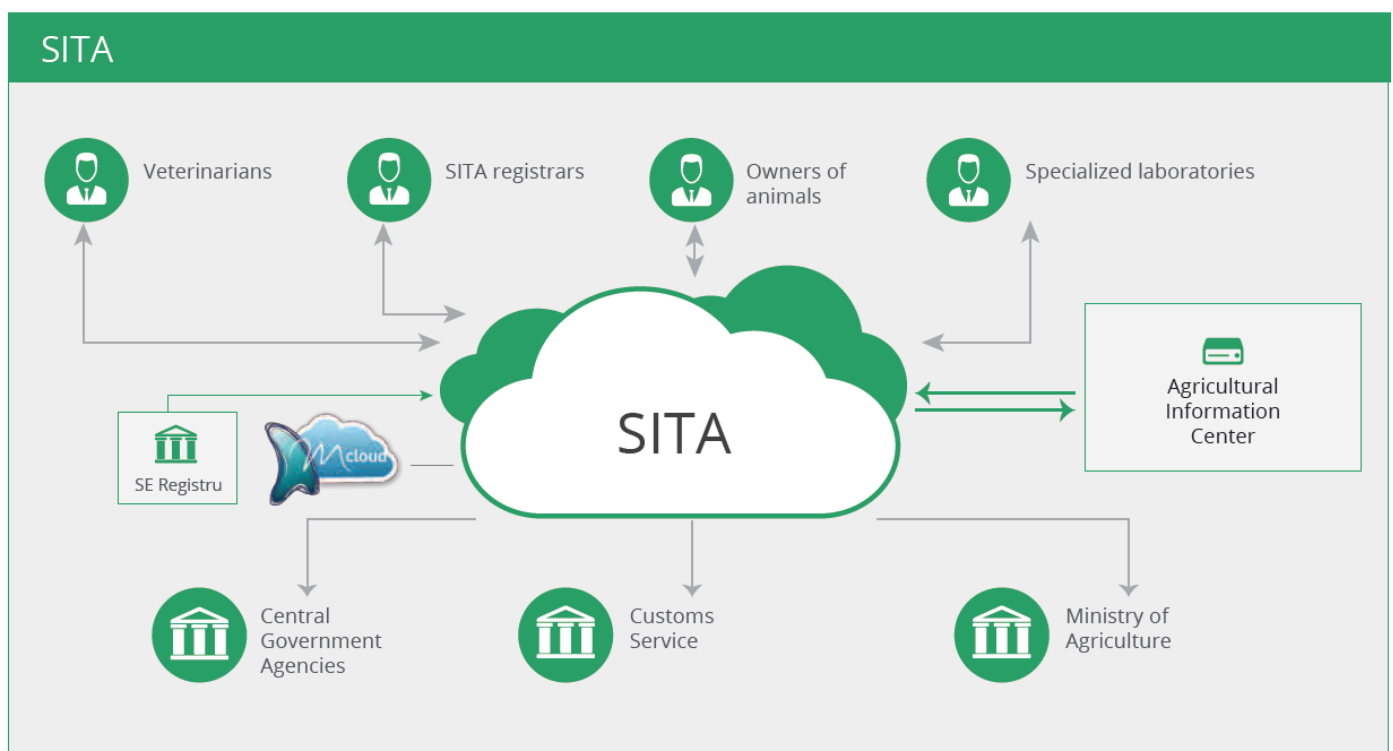 SITA
Veterinarians
SITA registrars
Owners of
animals
Specialized laboratories
SITA
Agricultural
Information
Center
SE Registru
Mcloud
Central
Government
Agencies
Customs
Service
Ministry of
Agriculture